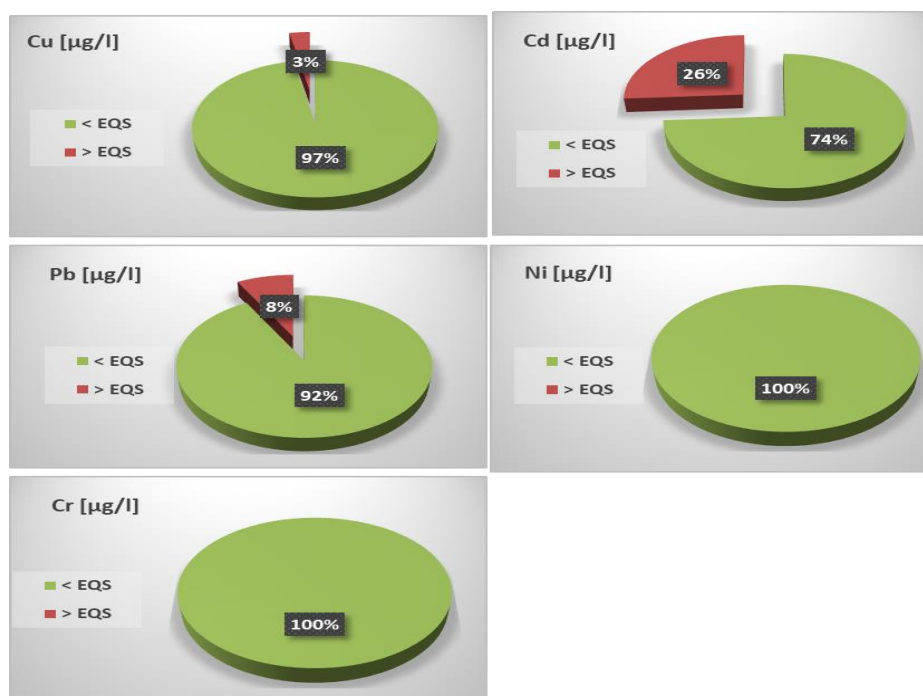 Cu [µg/l]
3%
< EQS
> EQS
97%
Cd [µg/l]
26%
< EQS
> EQS
74%
Pb [µg/l]
8%
< EQS
> EQS
92%
Ni [µg/l]
< EQS
> EQS
100%
Cr [µg/l]
< EQS
> EQS
100%